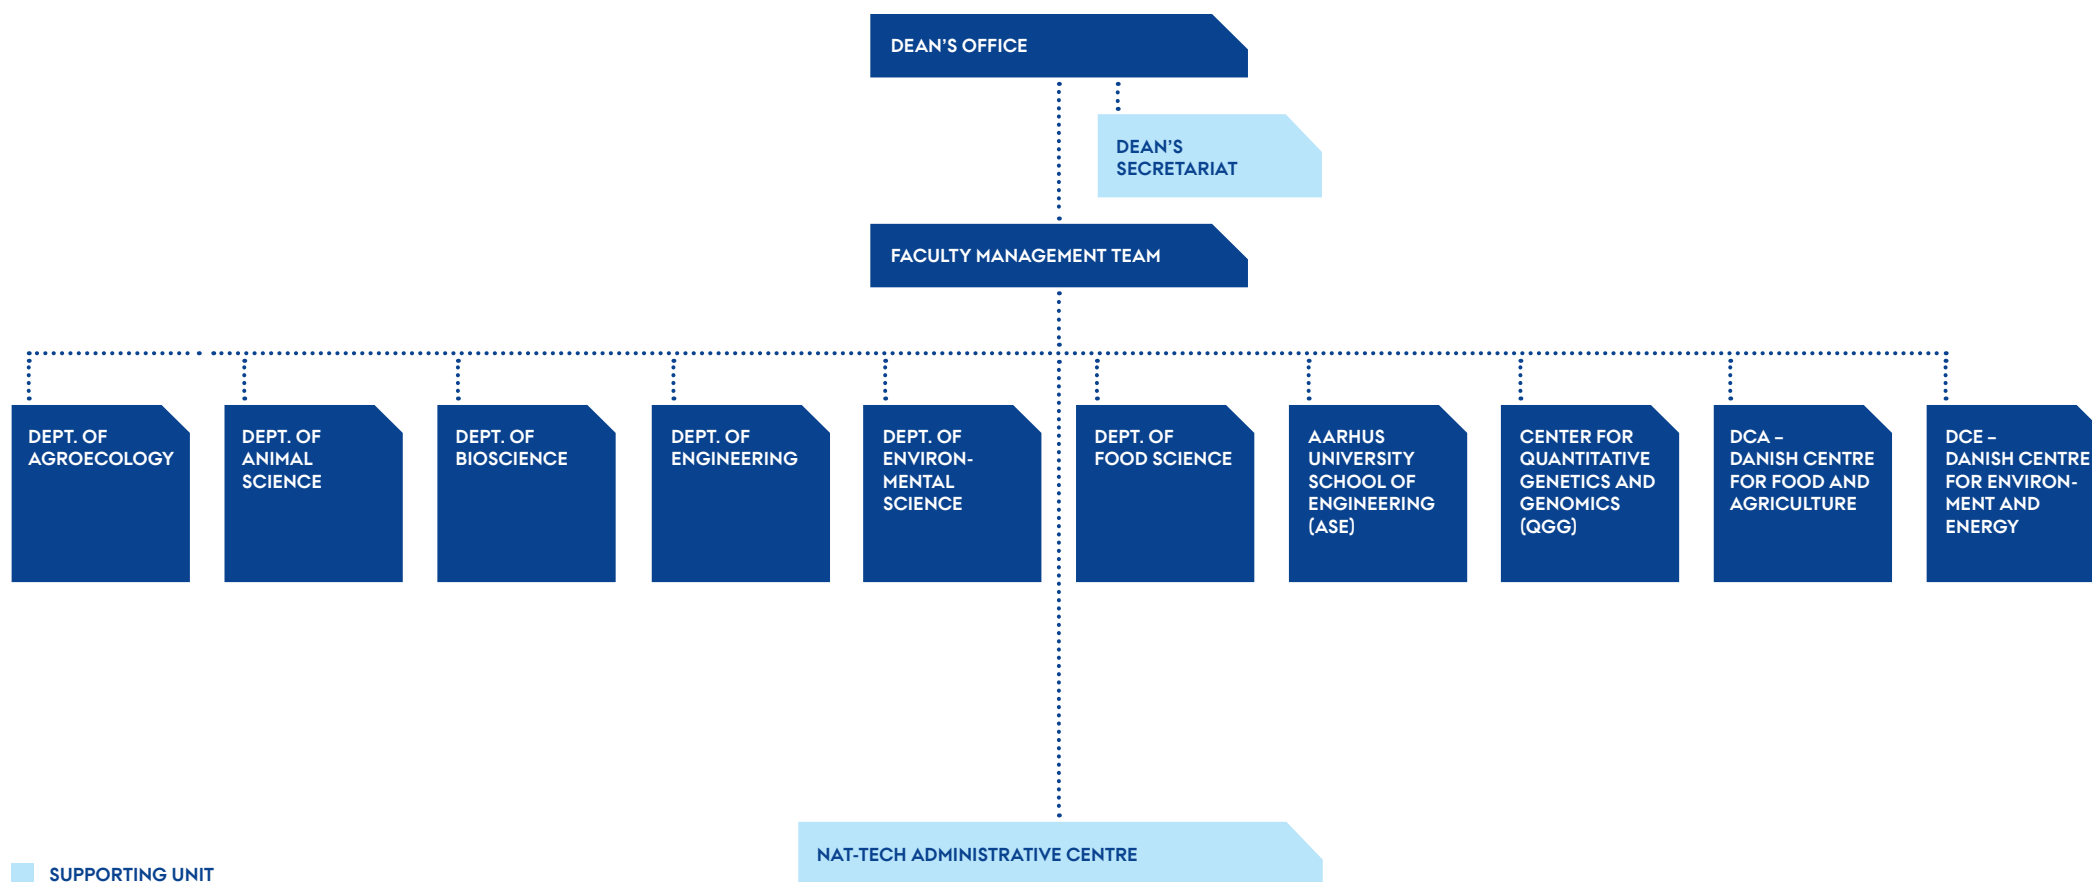 DEAN’S OFFICE
DEAN’S
SECRETARIAT
FACULTY MANAGEMENT TEAM
DEPT. OF
AGROECOLOGY
DEPT. OF
ANIMAL
SCIENCE
DEPT. OF
BIOSCIENCE
DEPT. OF
ENGINEERING
DEPT. OF
ENVIRON-
MENTAL
SCIENCE
DEPT. OF
FOOD SCIENCE
AARHUS
UNIVERSITY
SCHOOL OF
ENGINEERING
(ASE)
CENTER FOR
QUANTITATIVE
GENETICS AND
GENOMICS
(QGG)
DCA –
DANISH CENTRE
FOR FOOD AND
AGRICULTURE
DCE –
DANISH CENTRE
FOR ENVIRON-
MENT AND
ENERGY
NAT-TECH ADMINISTRATIVE CENTRE
SUPPORTING UNIT